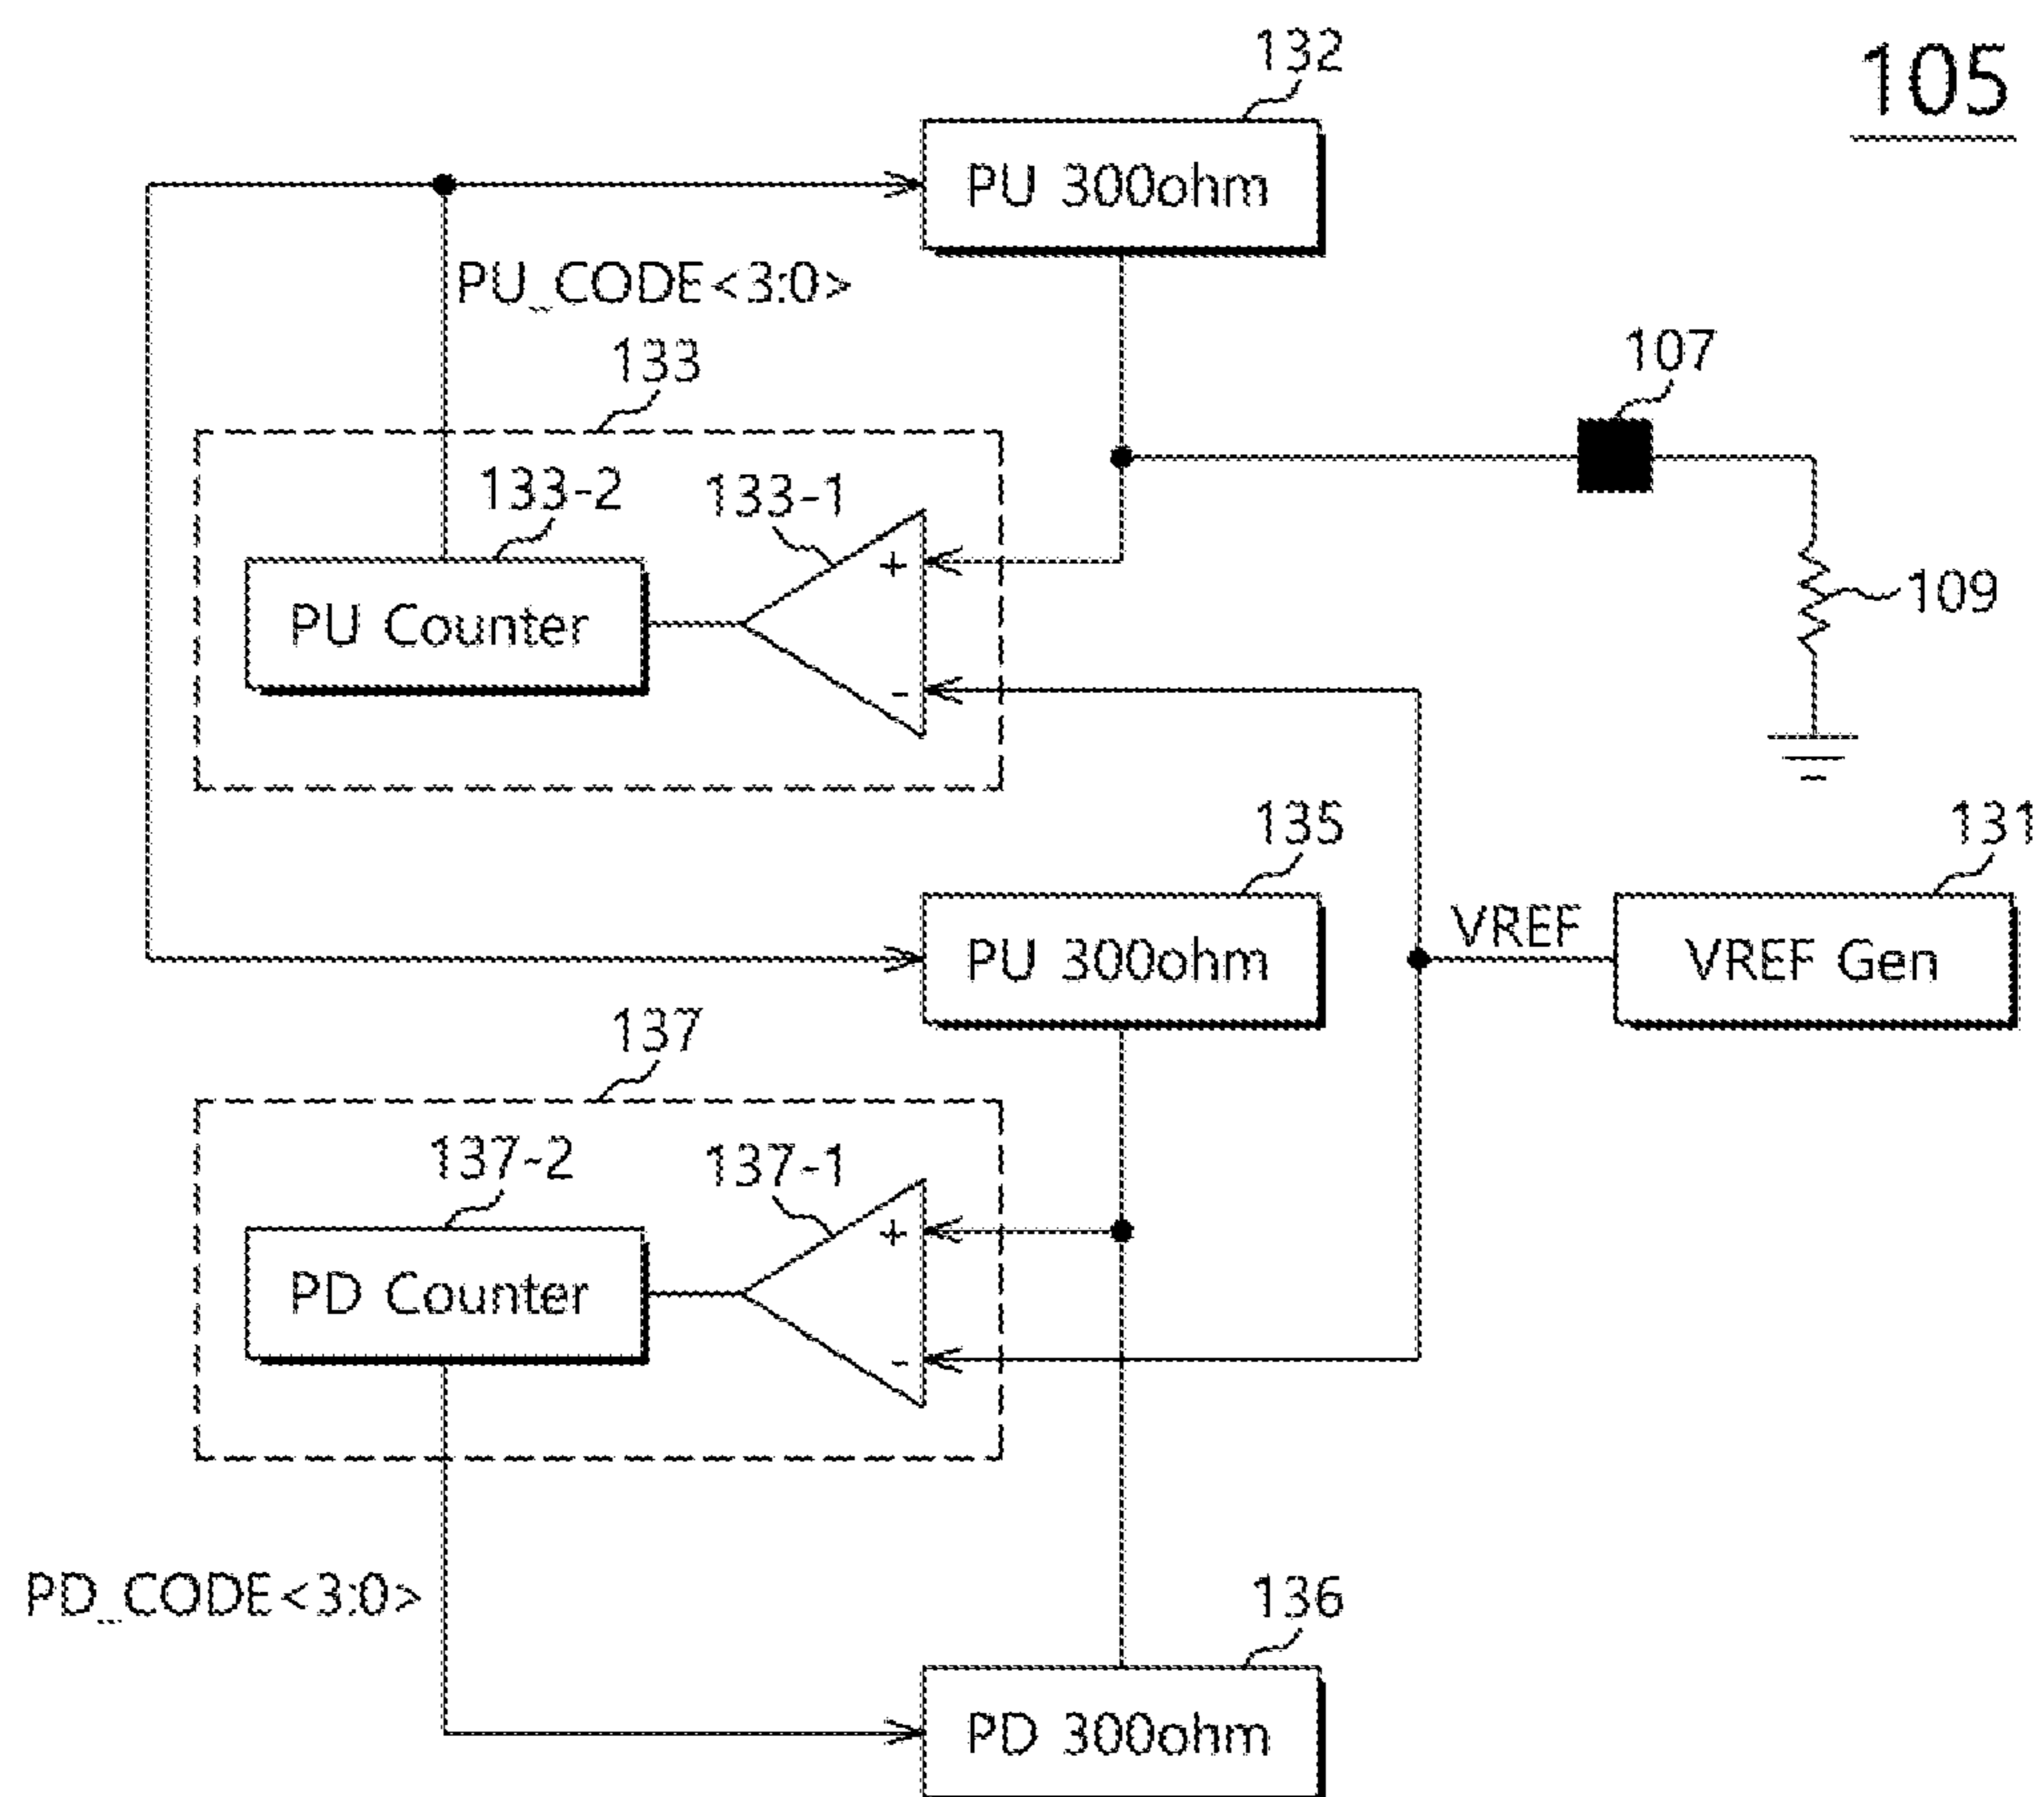 132
105
PU 300ohm
PU_CODE<3:0>
133
107
133-2
133-1
+
PU Counter
109
-
135
131
PU 300ohm
VREF
VREF Gen
137
137-2
137-1
+
PD Counter
-
PD_CODE<3:0>
136
PD 300ohm